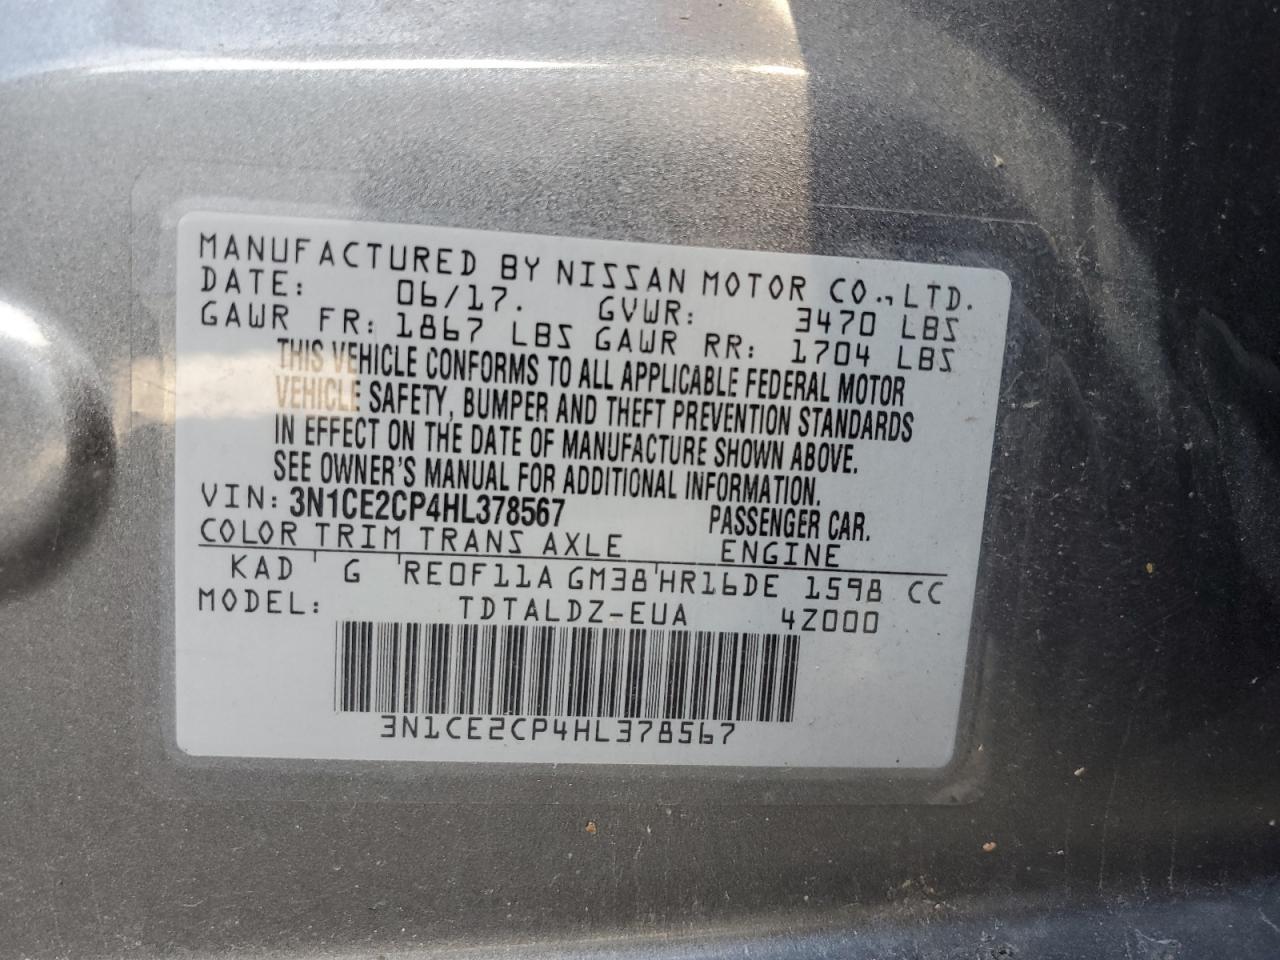 MANUFACTURED BY NISSAN MOTOR CO., LTD.
DATE: 06/17. GVWR: 3470 LBS
GAWR FR: 1867 LBS GAWR RR: 1704 LBS
THIS VEHICLE CONFORMS TO ALL APPLICABLE FEDERAL MOTOR
VEHICLE SAFETY, BUMPER AND THEFT PREVENTION STANDARDS
IN EFFECT ON THE DATE OF MANUFACTURE SHOWN ABOVE.
SEE OWNER'S MANUAL FOR ADDITIONAL INFORMATION.
VIN: 3N1CE2CP4HL378567 PASSENGER CAR.
COLOR TRIM TRANS AXLE ENGINE
KAD G RE0F11A GM38 HR16DE 1598 CC
MODEL: TDTALDZ-EUA 4Z000
3N1CE2CP4HL378567